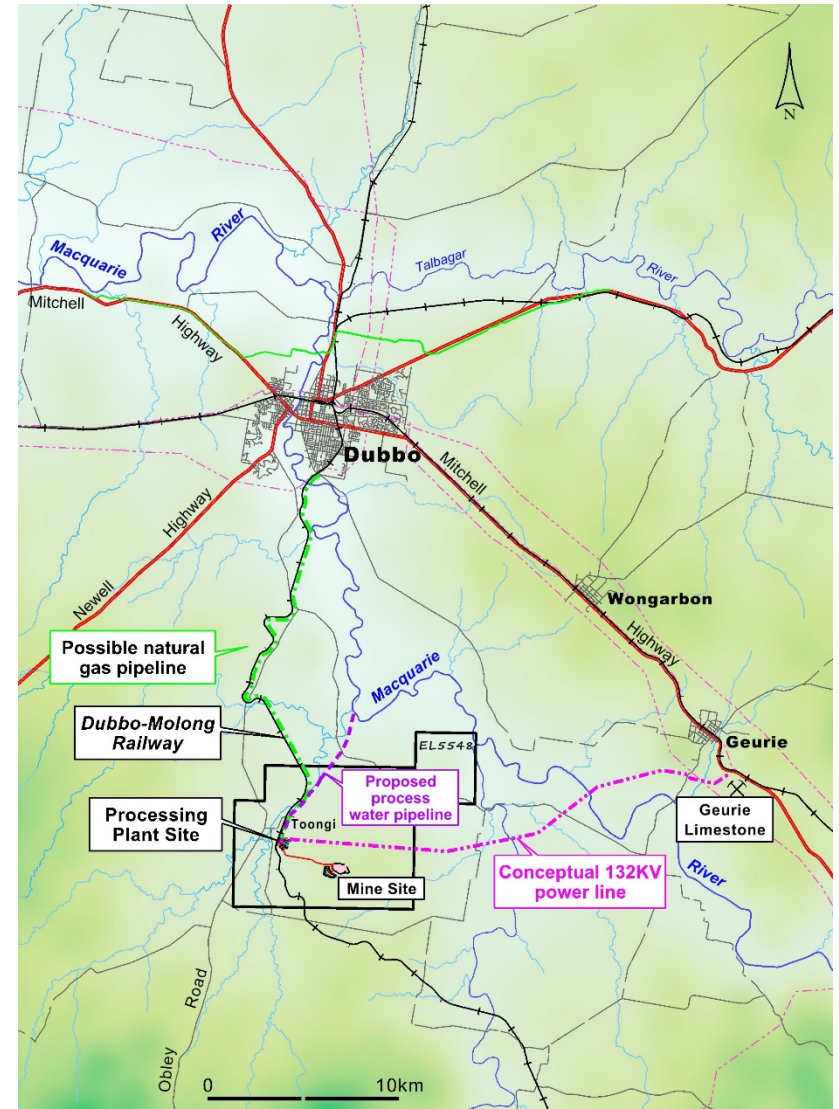 N
River
Macquarie
Talbagar
River
Mitchell
Highway
Dubbo
Mitchell
Highway
Newell
Wongarbon
Highway
Possible natural
gas pipeline
Macquarie
Dubbo-Molong
Railway
EL5548
Geurie
Proposed
process
water pipeline
Processing
Plant Site
Toongi
Geurie
Limestone
Mine Site
Conceptual 132KV
power line
River
Road
Obley
0 10km